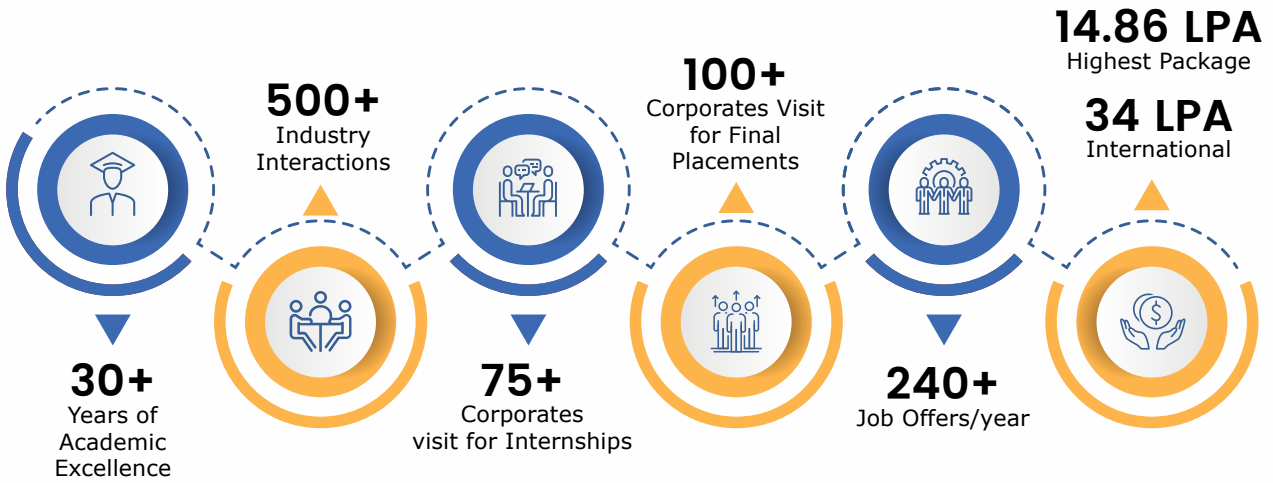 30+
Years of
Academic
Excellence
500+
Industry
Interactions
75+
Corporates
visit for Internships
100+
Corporates Visit
for Final
Placements
240+
Job Offers/year
14.86 LPA
Highest Package
34 LPA
International
$